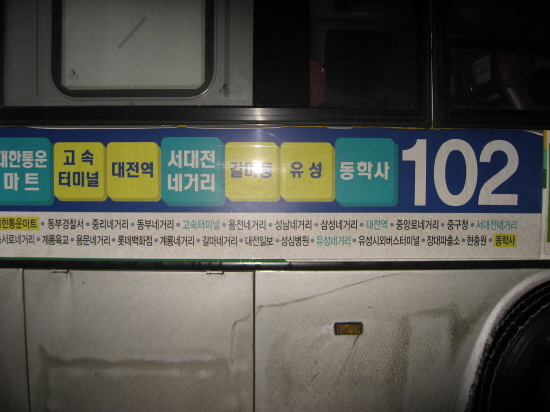 대한통운 마트 고속 터미널 대전역 서대전 네거리 갈마동 유성 동학사 102
대한통운마트 • 동부경찰서 • 중리네거리 • 동부네거리 • 고속터미널 • 용전네거리 • 성남네거리 • 삼성네거리 • 대전역 • 중앙로네거리 • 중구청 • 서대전네거리
서로네거리 • 계룡육교 • 용문네거리 • 롯데백화점 • 계룡네거리 • 갈마네거리 • 대전일보 • 성심병원 • 유성네거리 • 유성시외버스터미널 • 장대파출소 • 현충원 • 동학사